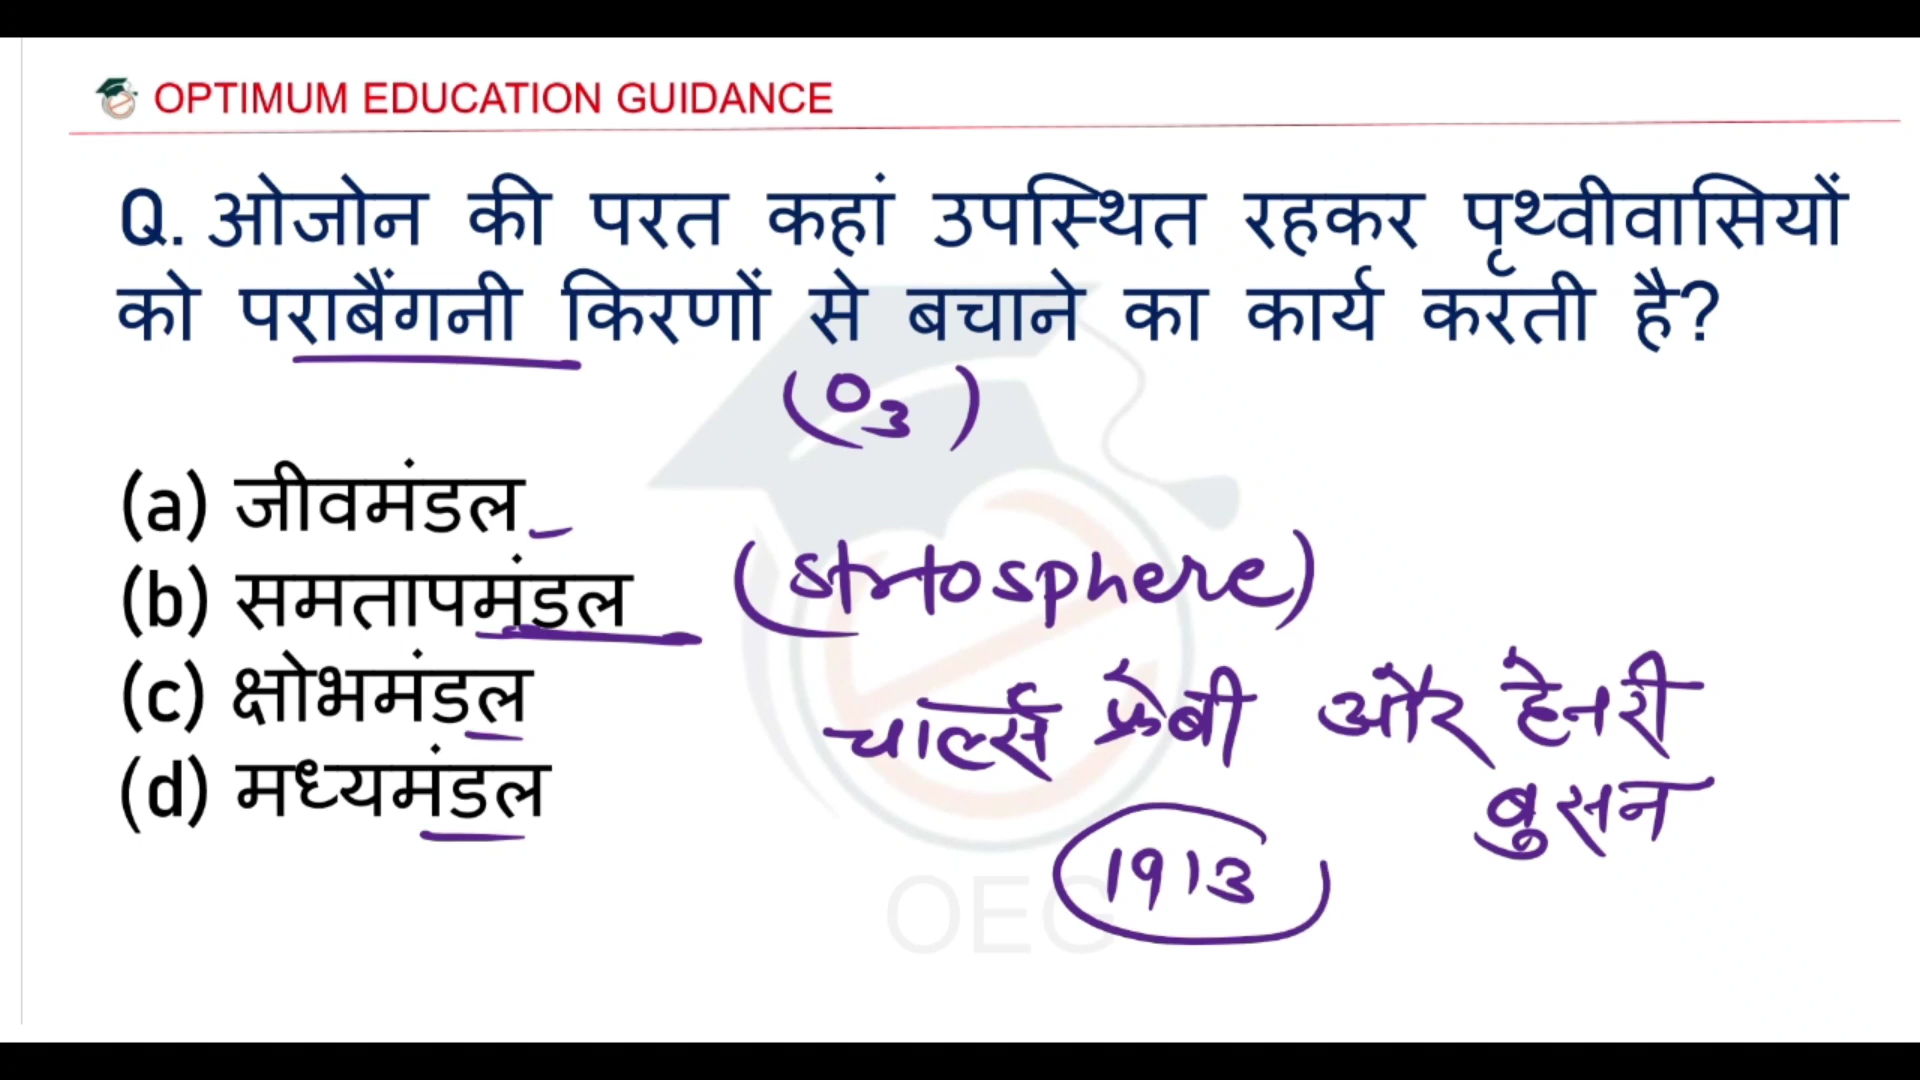 OPTIMUM EDUCATION GUIDANCE
Q. ओजोन की परत कहां उपस्थित रहकर पृथ्वीवासियों
को पराबैंगनी किरणों से बचाने का कार्य करती है?
(O3)
(a) जीवमंडल
(b) समतापमंडल (Strtosphere)
(c) क्षोभमंडल
चार्ल्स फ्रेबी और हेनरी
(d) मध्यमंडल
बुसन
1913
OEG